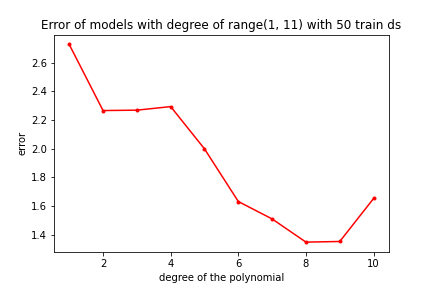 Error of models with degree of range(1, 11) with 50 train ds
2.6
2.4
2.2
2.0
1.8
1.6
1.4
error
2 4 6 8 10
degree of the polynomial